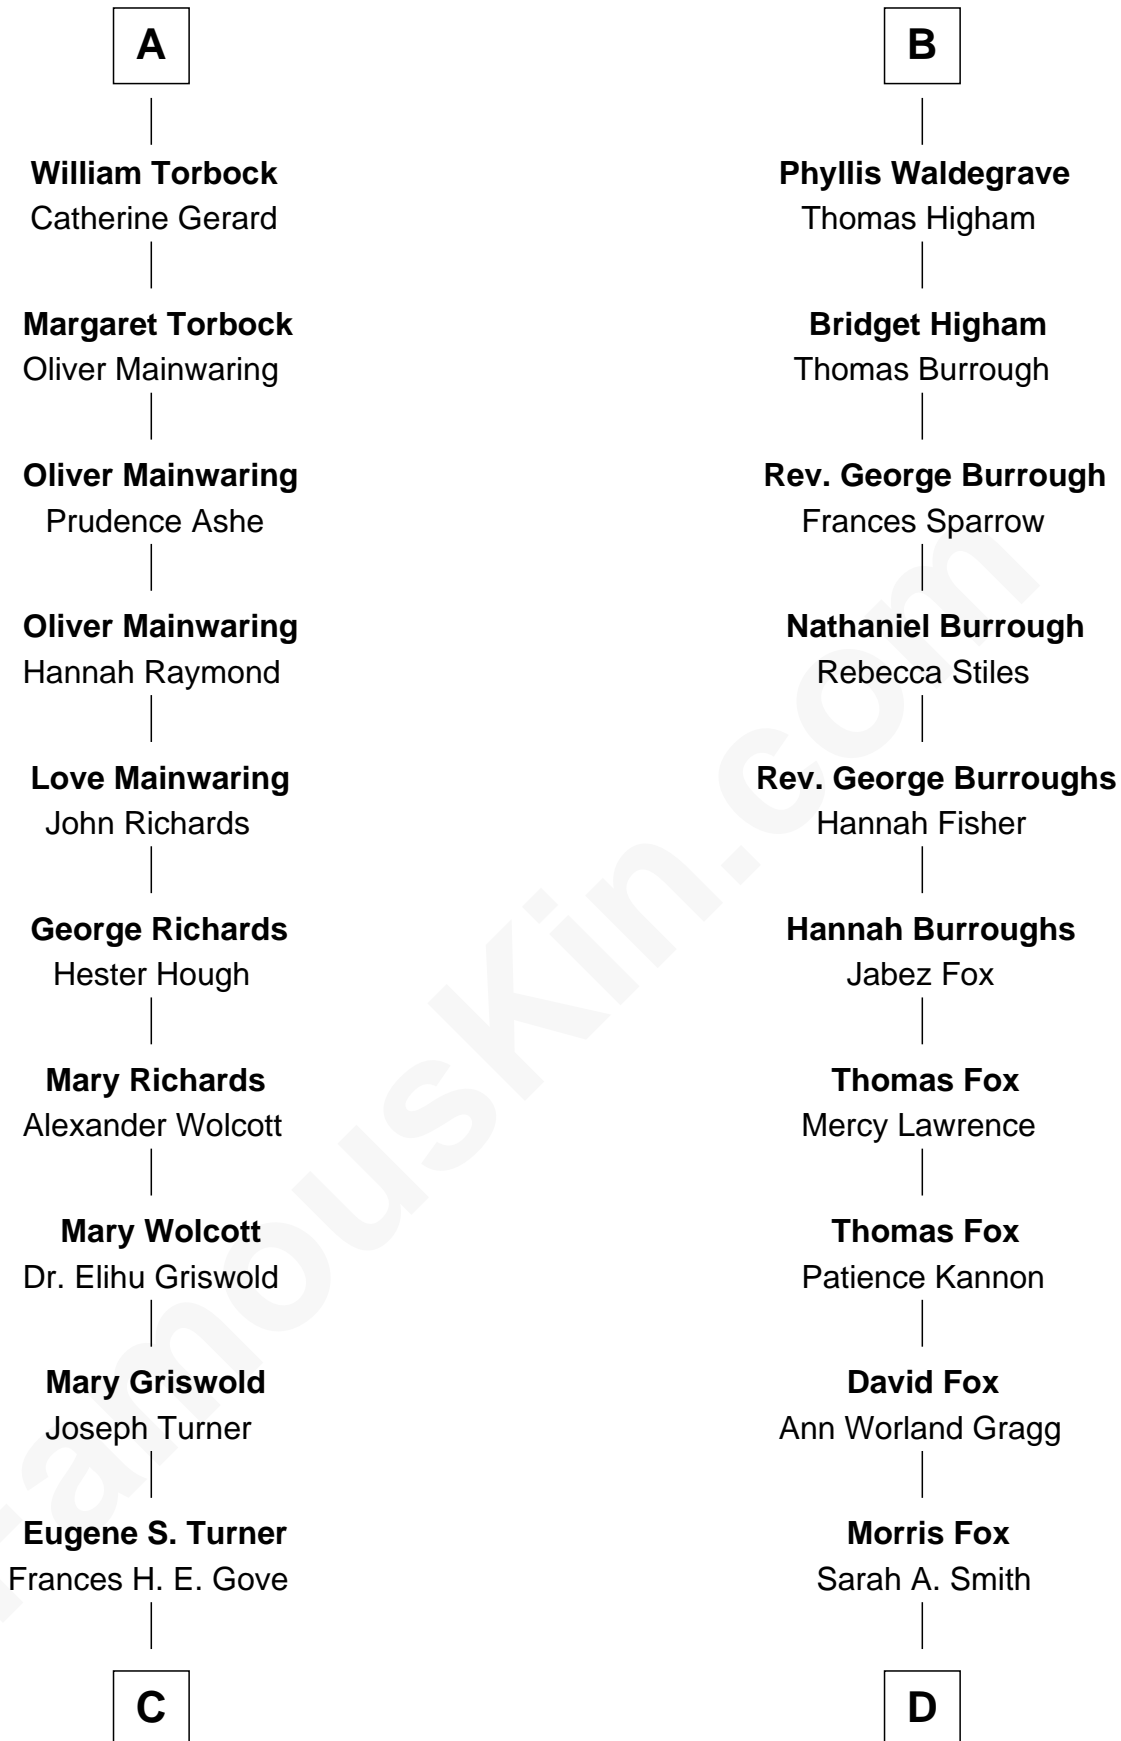 A
William Torbock
Catherine Gerard
Margaret Torbock
Oliver Mainwaring
Oliver Mainwaring
Prudence Ashe
Oliver Mainwaring
Hannah Raymond
Love Mainwaring
John Richards
George Richards
Hester Hough
Mary Richards
Alexander Wolcott
Mary Wolcott
Dr. Elihu Griswold
Mary Griswold
Joseph Turner
Eugene S. Turner
Frances H. E. Gove
C
B
Phyllis Waldegrave
Thomas Higham
Bridget Higham
Thomas Burrough
Rev. George Burrough
Frances Sparrow
Nathaniel Burrough
Rebecca Stiles
Rev. George Burroughs
Hannah Fisher
Hannah Burroughs
Jabez Fox
Thomas Fox
Mercy Lawrence
Thomas Fox
Patience Kannon
David Fox
Ann Worland Gragg
Morris Fox
Sarah A. Smith
D
FamousKin.com